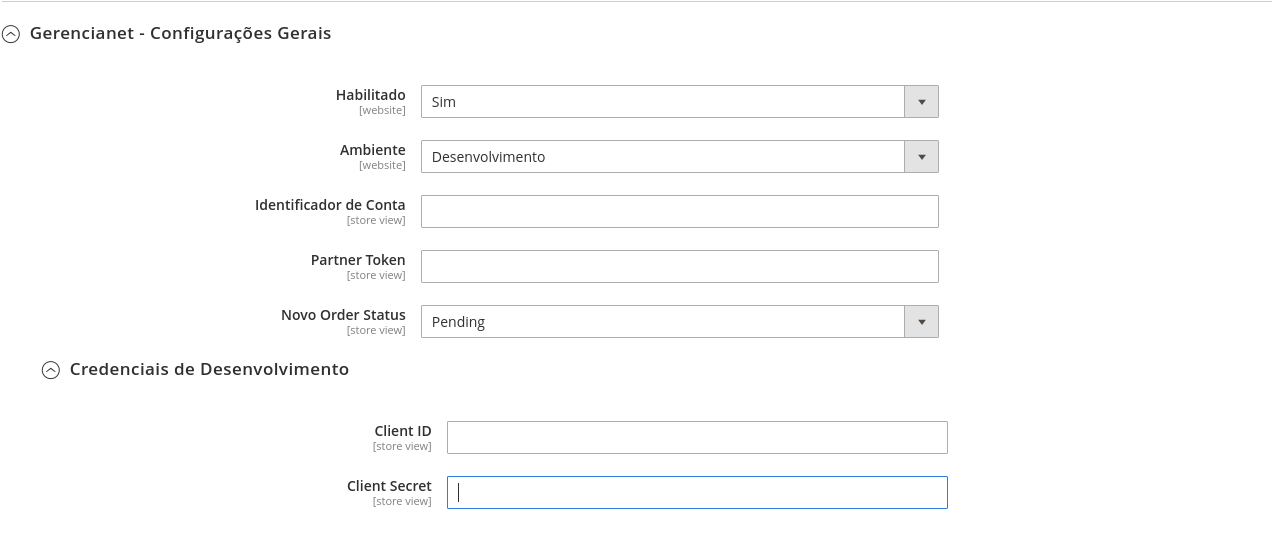 Gerencianet - Configurações Gerais
Habilitado
[website]
Sim
Ambiente
[website]
Desenvolvimento
Identificador de Conta
[store view]
Partner Token
[store view]
Novo Order Status
[store view]
Pending
Credenciais de Desenvolvimento
Client ID
[store view]
Client Secret
[store view]